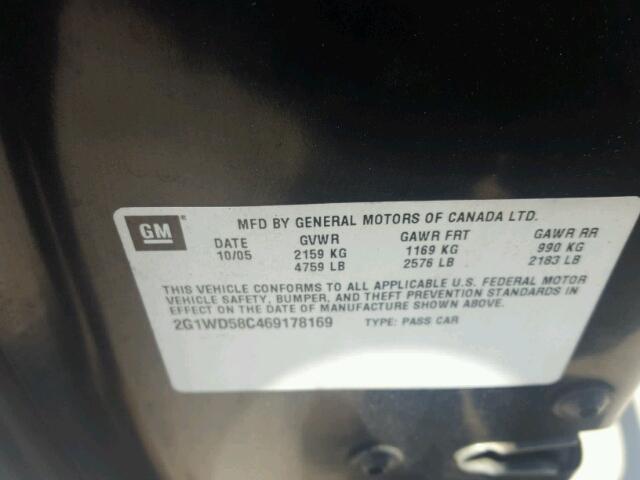 GM ®
MFD BY GENERAL MOTORS OF CANADA LTD.
DATE GVWR GAWR FRT GAWR RR
10/05 2159 KG 1169 KG 990 KG
4759 LB 2576 LB 2183 LB
THIS VEHICLE CONFORMS TO ALL APPLICABLE U.S. FEDERAL MOTOR
VEHICLE SAFETY, BUMPER, AND THEFT PREVENTION STANDARDS IN
EFFECT ON THE DATE OF MANUFACTURE SHOWN ABOVE.
2G1WD58C469178169 TYPE: PASS CAR